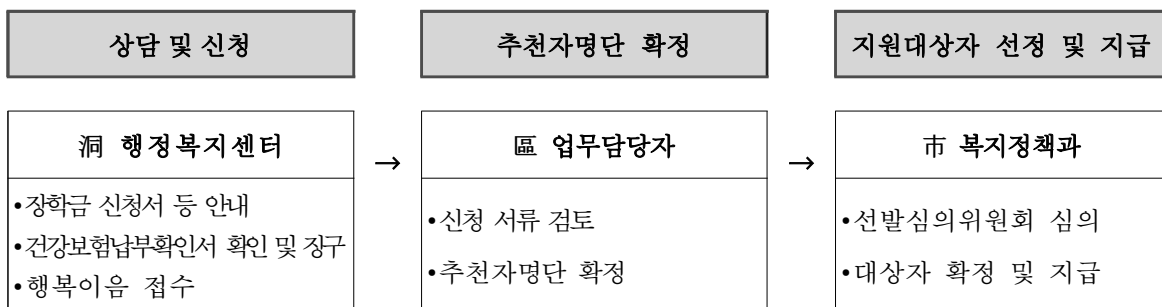 상담 및 신청
추천자명단 확정
지원대상자 선정 및 지급
洞 행정복지센터
•장학금 신청서 등 안내
•건강보험납부확인서 확인 및 징구
•행복이음 접수
→
區 업무담당자
•신청 서류 검토
•추천자명단 확정
→
市 복지정책과
•선발심의위원회 심의
•대상자 확정 및 지급